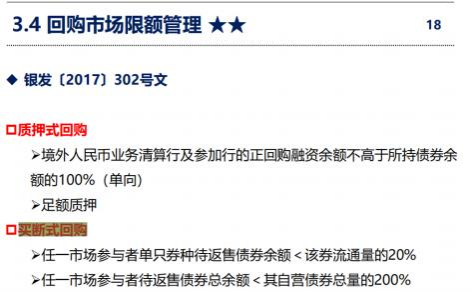 3.4 回购市场限额管理 ★★
18
◆ 银发〔2017〕302号文
质押式回购
➢境外人民币业务清算行及参加行的正回购融资余额不高于所持债券余
额的100%（单向）
➢足额质押
买断式回购
➢任一市场参与者单只券种待返售债券余额＜该券流通量的20%
➢任一市场参与者待返售债券总余额＜其自营债券总量的200%